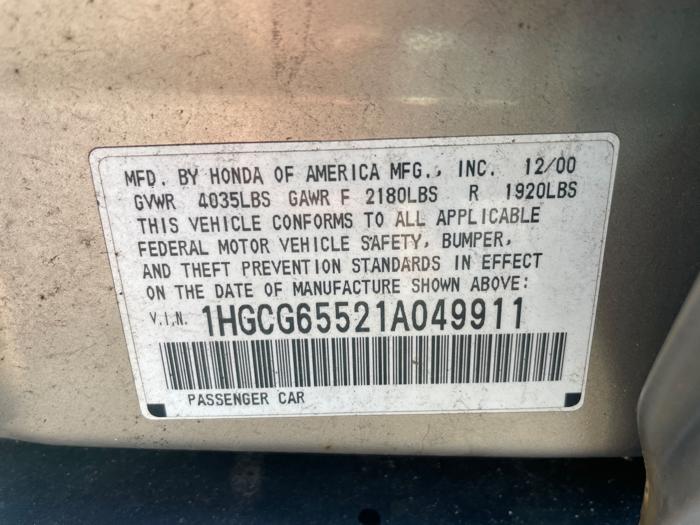 MFD. BY HONDA OF AMERICA MFG., INC. 12/00
GVWR 4035LBS GAWR F 2180LBS R 1920LBS
THIS VEHICLE CONFORMS TO ALL APPLICABLE
FEDERAL MOTOR VEHICLE SAFETY, BUMPER,
AND THEFT PREVENTION STANDARDS IN EFFECT
ON THE DATE OF MANUFACTURE SHOWN ABOVE:
V.I.N. 1HGCG65521A049911
PASSENGER CAR